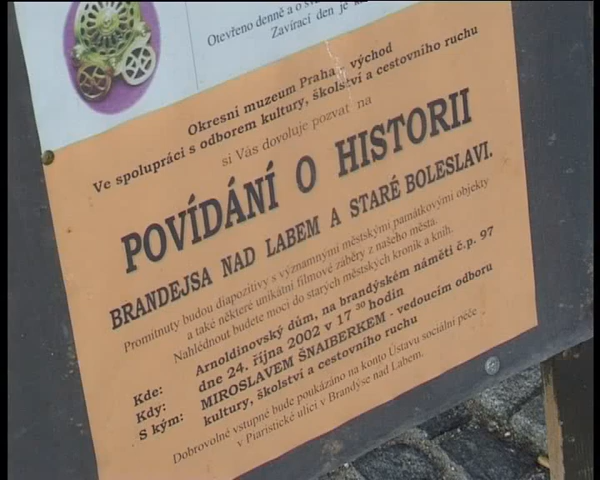 Otevřeno denně a o
Zavírací den je
Okresní muzeum Praha - východ
Ve spolupráci s odborem kultury, školství a cestovního ruchu
si Vás dovoluje pozvat na
POVÍDÁNÍ O HISTORII
BRANDEJSA NAD LABEM A STARÉ BOLESLAVI.
Promítnuty budou diapozitivy s významnými městskými památkovými objekty
a také některé unikátní filmové záběry z našeho města.
Nahlédnout budete moci do starých městských kronik a knih.
Kde: Arnoldinovský dům, na brandýském náměstí č.p. 97
Kdy: dne 24. října 2002 v 17 30 hodin
S kým: MIROSLAVEM ŠNAIBERKEM - vedoucím odboru
kultury, školství a cestovního ruchu
Dobrovolné vstupné bude poukázáno na konto Ústavu sociální péče
v Piaristické ulici v Brandýse nad Labem.